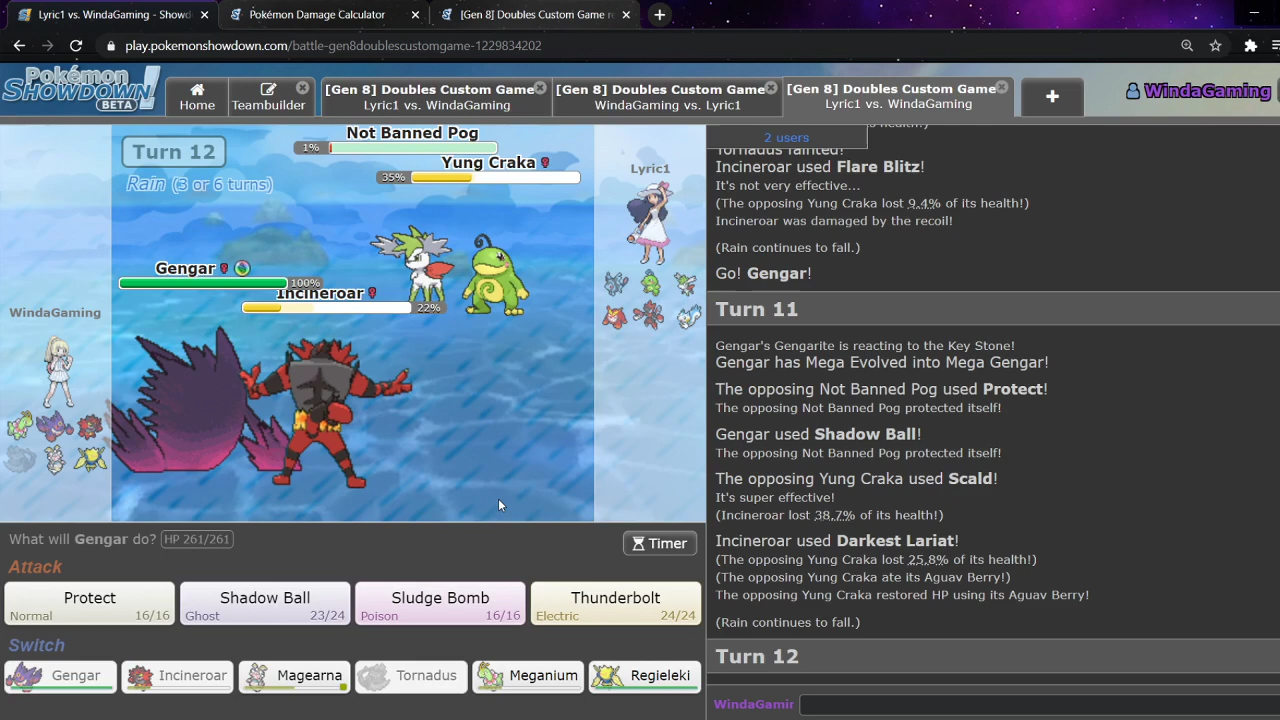 Lyric1 vs. WindaGaming - Showd
Pokémon Damage Calculator
[Gen 8] Doubles Custom Game re
play.pokemonshowdown.com/battle-gen8doublescustomgame-1229834202
Pokémon
SHOWDOWN!
BETA
Home
Teambuilder
[Gen 8] Doubles Custom Game
Lyric1 vs. WindaGaming
[Gen 8] Doubles Custom Game
WindaGaming vs. Lyric1
[Gen 8] Doubles Custom Game
Lyric1 vs. WindaGaming
WindaGaming
Turn 12
Rain (3 or 6 turns)
Not Banned Pog
1%
Yung Craka
35%
Lyric1
Gengar
100%
Incineroar
22%
WindaGaming
2 users
Tornadus fainted!
Incineroar used Flare Blitz!
It's not very effective...
(The opposing Yung Craka lost 9.4% of its health!)
Incineroar was damaged by the recoil!
(Rain continues to fall.)
Go! Gengar!
Turn 11
Gengar's Gengarite is reacting to the Key Stone!
Gengar has Mega Evolved into Mega Gengar!
The opposing Not Banned Pog used Protect!
The opposing Not Banned Pog protected itself!
Gengar used Shadow Ball!
The opposing Not Banned Pog protected itself!
The opposing Yung Craka used Scald!
It's super effective!
(Incineroar lost 38.7% of its health!)
Incineroar used Darkest Lariat!
(The opposing Yung Craka lost 25.8% of its health!)
(The opposing Yung Craka ate its Aguav Berry!)
The opposing Yung Craka restored HP using its Aguav Berry!
(Rain continues to fall.)
Turn 12
WindaGamin
What will Gengar do? HP 261/261
Timer
Attack
Protect
Normal 16/16
Shadow Ball
Ghost 23/24
Sludge Bomb
Poison 16/16
Thunderbolt
Electric 24/24
Switch
Gengar
Incineroar
Magearna
Tornadus
Meganium
Regieleki